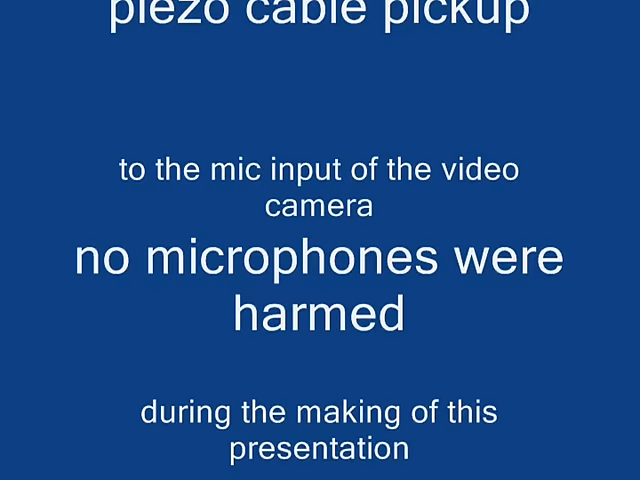 piezo cable pickup
to the mic input of the video
camera
no microphones were
harmed
during the making of this
presentation